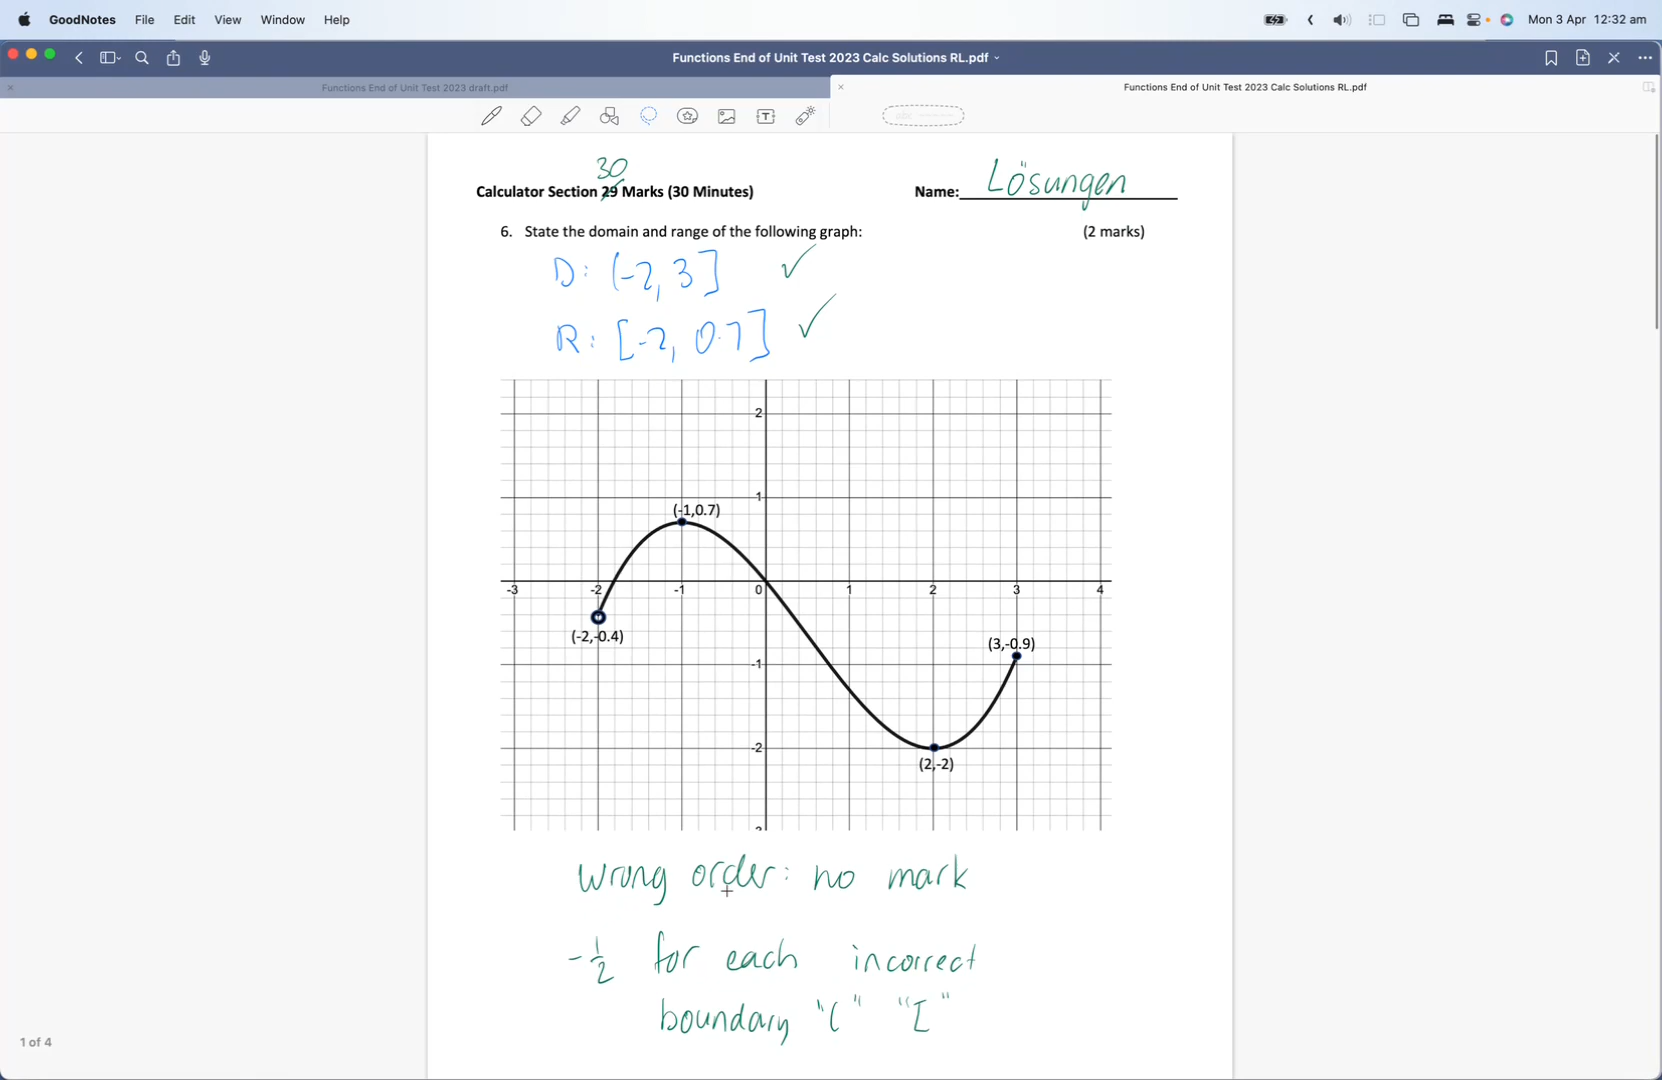 GoodNotes File Edit View Window Help Mon 3 Apr 12:32 am
Functions End of Unit Test 2023 Calc Solutions RL.pdf
Functions End of Unit Test 2023 draft.pdf Functions End of Unit Test 2023 Calc Solutions RL.pdf
30
Calculator Section 29 Marks (30 Minutes) Name: Lösungen
6. State the domain and range of the following graph: (2 marks)
D: (-2, 3] ✓
R: [-2, 0.7] ✓
2
1
(-1,0.7)
-3 -2 -1 0 1 2 3 4
(-2,-0.4)
(3,-0.9)
-1
-2
(2,-2)
wrong order: no mark
-1/2 for each incorrect
boundary "(" "["
1 of 4